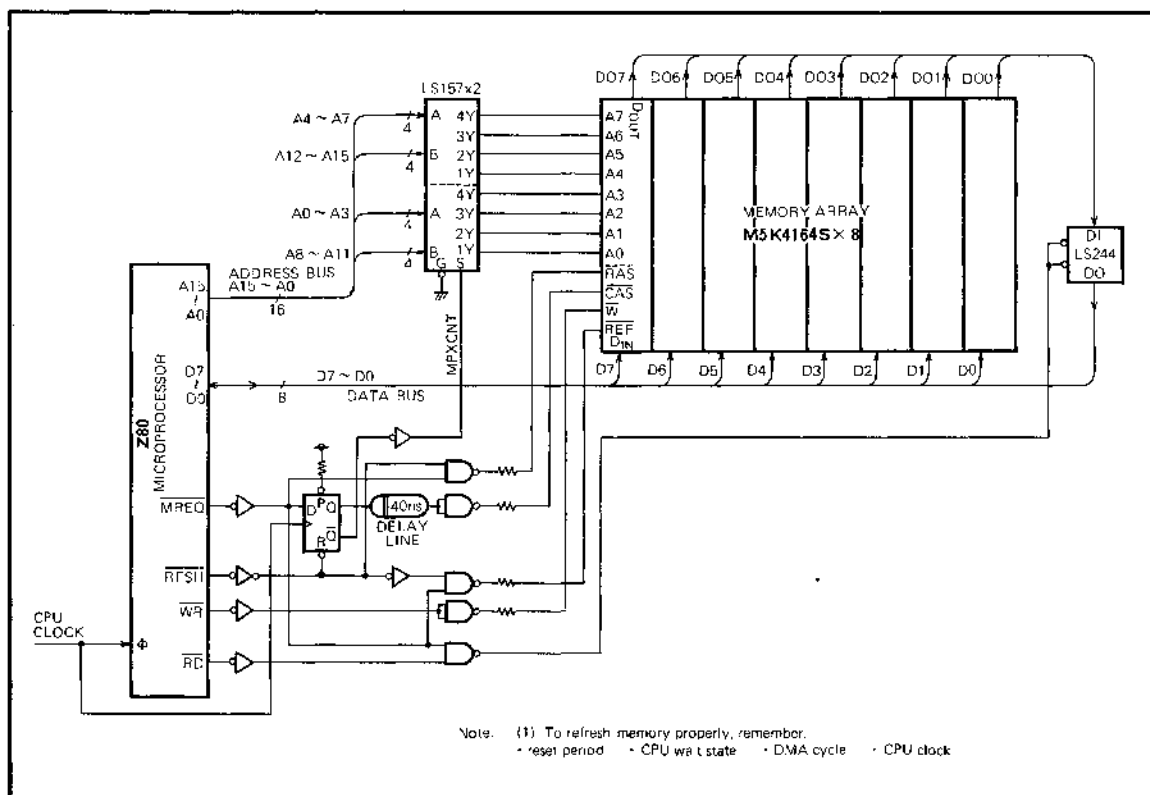 DO7 DO6 DO5 DO4 DO3 DO2 DO1 DO0
LS157×2
A4 ~ A7
4
A
4Y
3Y
A12 ~ A15
4
B
2Y
1Y
A0 ~ A3
4
A
4Y
3Y
2Y
A8 ~ A11
4
B
1Y
G S
A7
A6
A5
A4
A3
A2
A1
A0
RAS
CAS
W
REF
DIN
DOUT
MEMORY ARRAY
M5K4164S × 8
DI
LS244
DO
D7 D6 D5 D4 D3 D2 D1 D0
ADDRESS BUS
A15 ~ A0
16
A15
/
A0
MPXCNT
D7
/
D0
D7 ~ D0
8
DATA BUS
Z80
MICROPROCESSOR
MREQ
D P Q
R Q
40ns
DELAY
LINE
RFSH
WR
CPU
CLOCK
Φ
RD
Note. (1) To refresh memory properly, remember.
• reset period • CPU wait state • DMA cycle • CPU clock